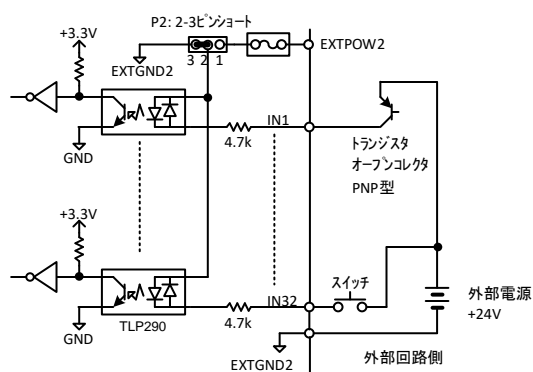 P2: 2-3ﾋﾟﾝｼｮｰﾄ
+3.3V
EXTPOW2
3 2 1
EXTGND2
IN1
4.7k
GND
ﾄﾗﾝｼﾞｽﾀ
ｵｰﾌﾟﾝｺﾚｸﾀ
PNP型
+3.3V
スイッチ
IN32
4.7k
GND
TLP290
外部電源
+24V
EXTGND2
外部回路側